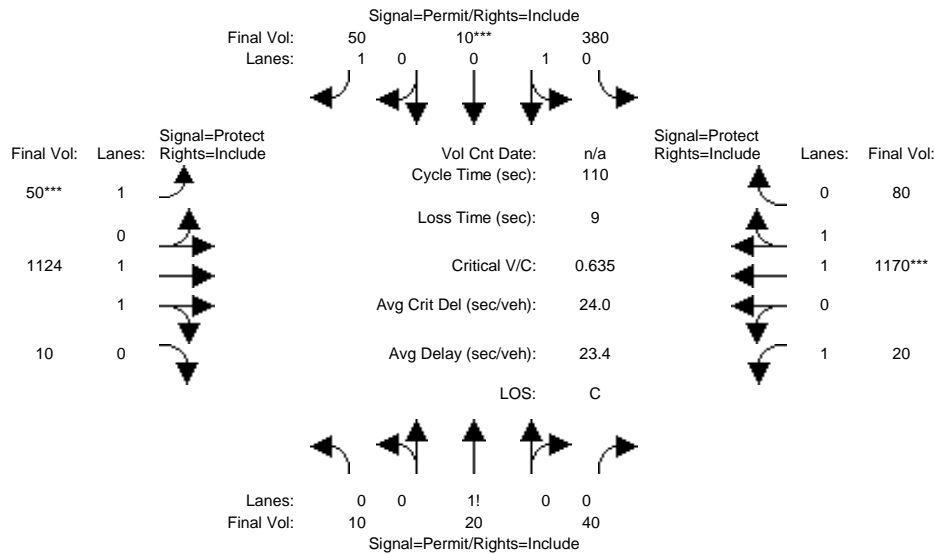 Signal=Permit/Rights=Include
Final Vol: 50 10*** 380
Lanes: 1 0 0 1 0
Signal=Protect
Final Vol: Lanes: Rights=Include
Vol Cnt Date: n/a
Signal=Protect
Rights=Include Lanes: Final Vol:
Cycle Time (sec): 110
50*** 1
0 80
Loss Time (sec): 9
0
1
1124 1
Critical V/C: 0.635
1 1170***
1
Avg Crit Del (sec/veh): 24.0
0
10 0
Avg Delay (sec/veh): 23.4
1 20
LOS: C
Lanes: 0 0 1! 0 0
Final Vol: 10 20 40
Signal=Permit/Rights=Include